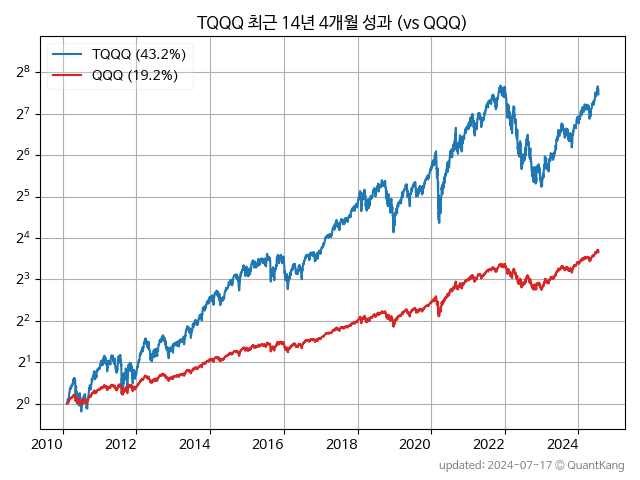 TQQQ 최근 14년 4개월 성과 (vs QQQ)
TQQQ (43.2%)
QQQ (19.2%)
2⁸
2⁷
2⁶
2⁵
2⁴
2³
2²
2¹
2⁰
2010 2012 2014 2016 2018 2020 2022 2024
updated: 2024-07-17 © QuantKang